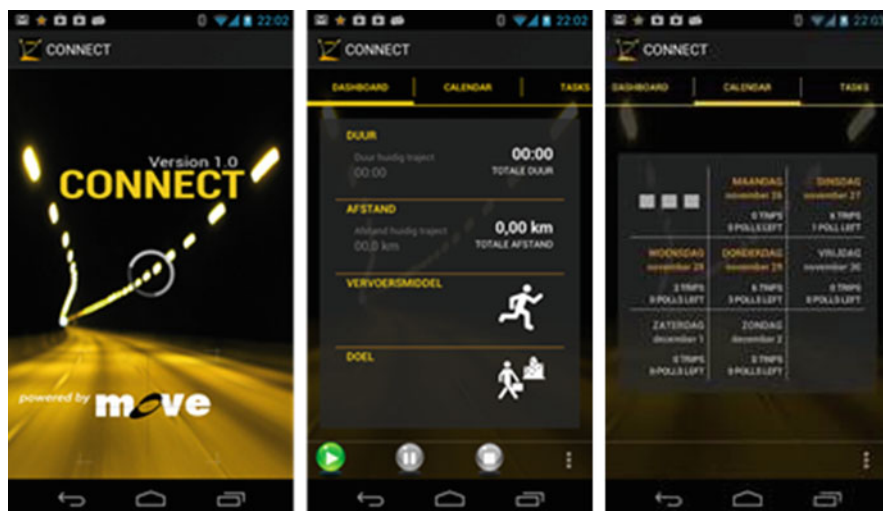 22:02
CONNECT
Version 1.0
CONNECT
powered by move
22:02
CONNECT
DASHBOARD CALENDAR TASKS
DUUR
Duur huidig traject 00:00
00:00 TOTALE DUUR
AFSTAND
Afstand huidig traject 0,00 km
00,0 km TOTALE AFSTAND
VERVOERSMIDDEL
DOEL
22:03
CONNECT
DASHBOARD CALENDAR TASKS
MAANDAG DINSDAG
november 26 november 27
0 TRIPS 6 TRIPS
0 POLLS LEFT 1 POLL LEFT
WOENSDAG DONDERDAG VRIJDAG
november 28 november 29 november 30
TRIPS 6 TRIPS 0 TRIPS
0 POLLS LEFT POLLS LEFT 0 POLLS LEFT
ZATERDAG ZONDAG
december 1 december 2
0 TRIPS TRIPS
0 POLLS LEFT 0 POLLS LEFT